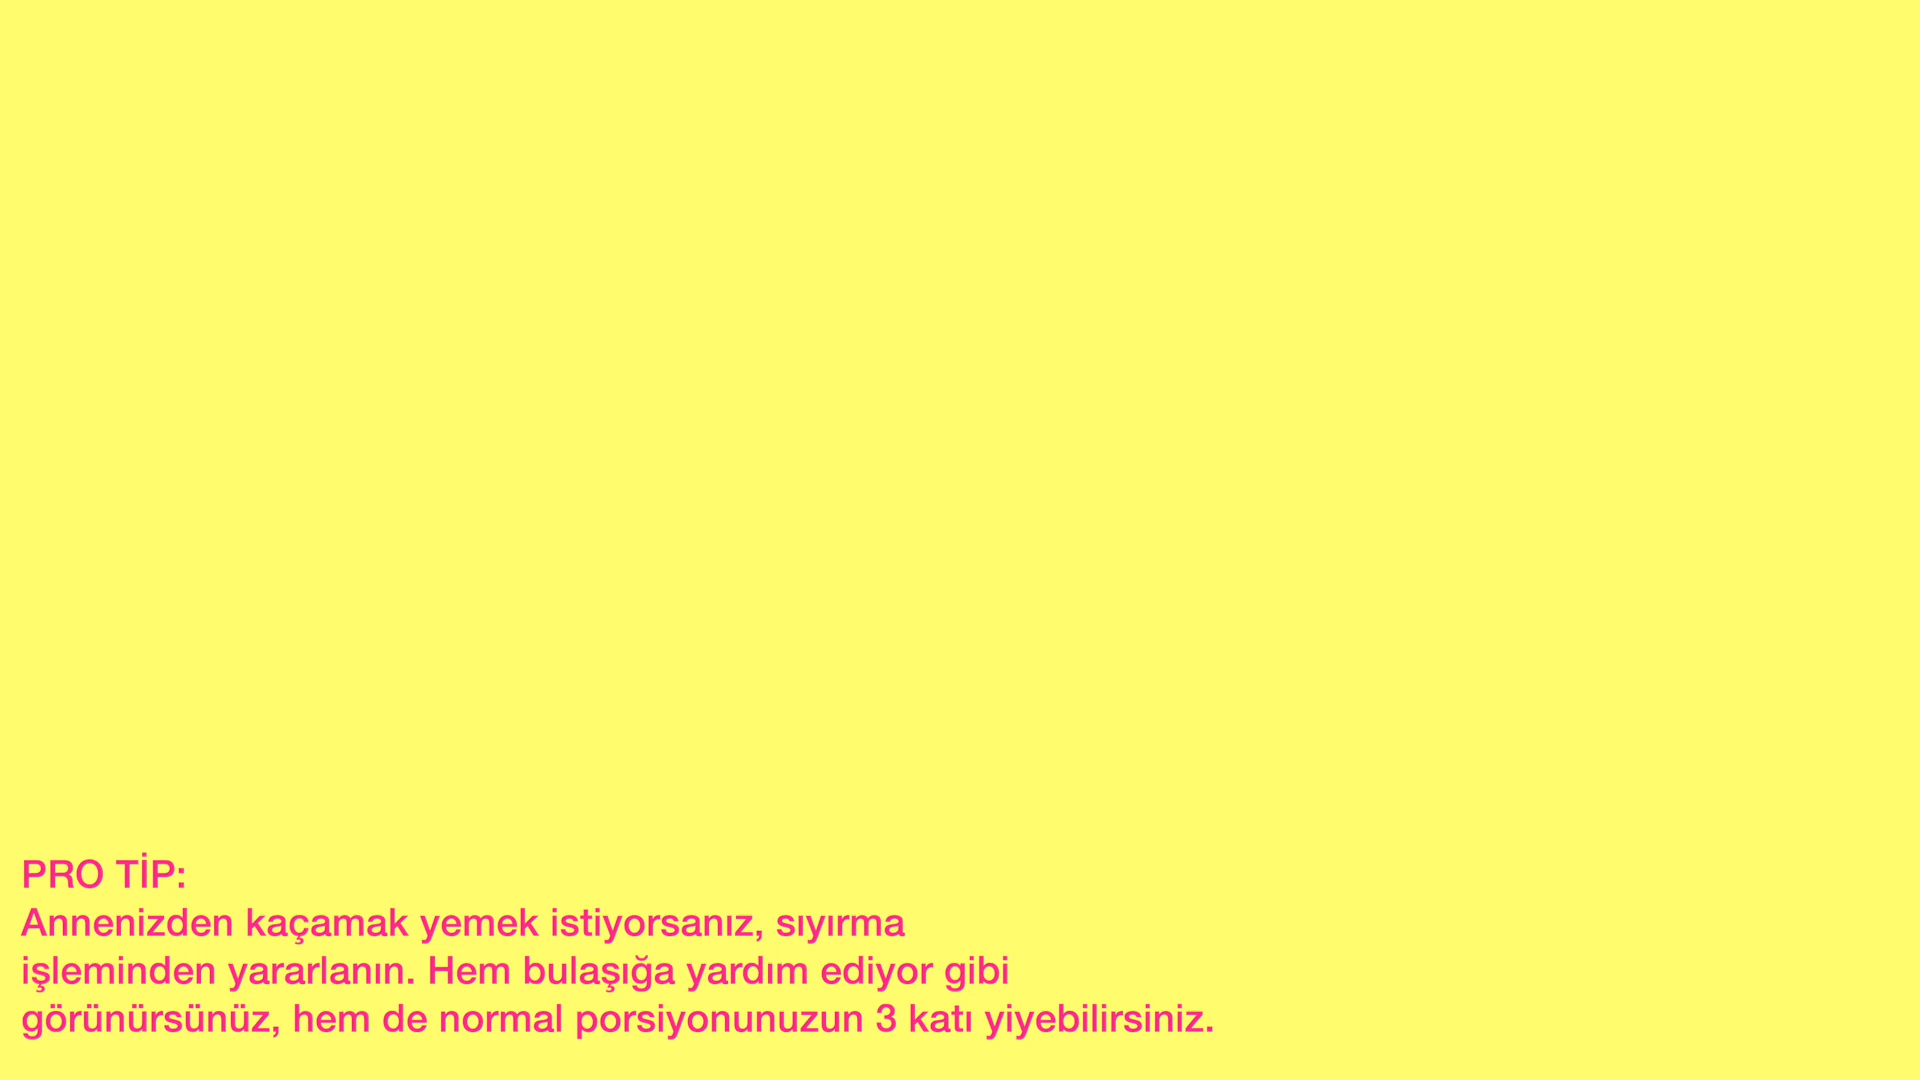 PRO TİP:
Annenizden kaçamak yemek istiyorsanız, sıyırma
işleminden yararlanın. Hem bulaşığa yardım ediyor gibi
görünürsünüz, hem de normal porsiyonunuzun 3 katı yiyebilirsiniz.